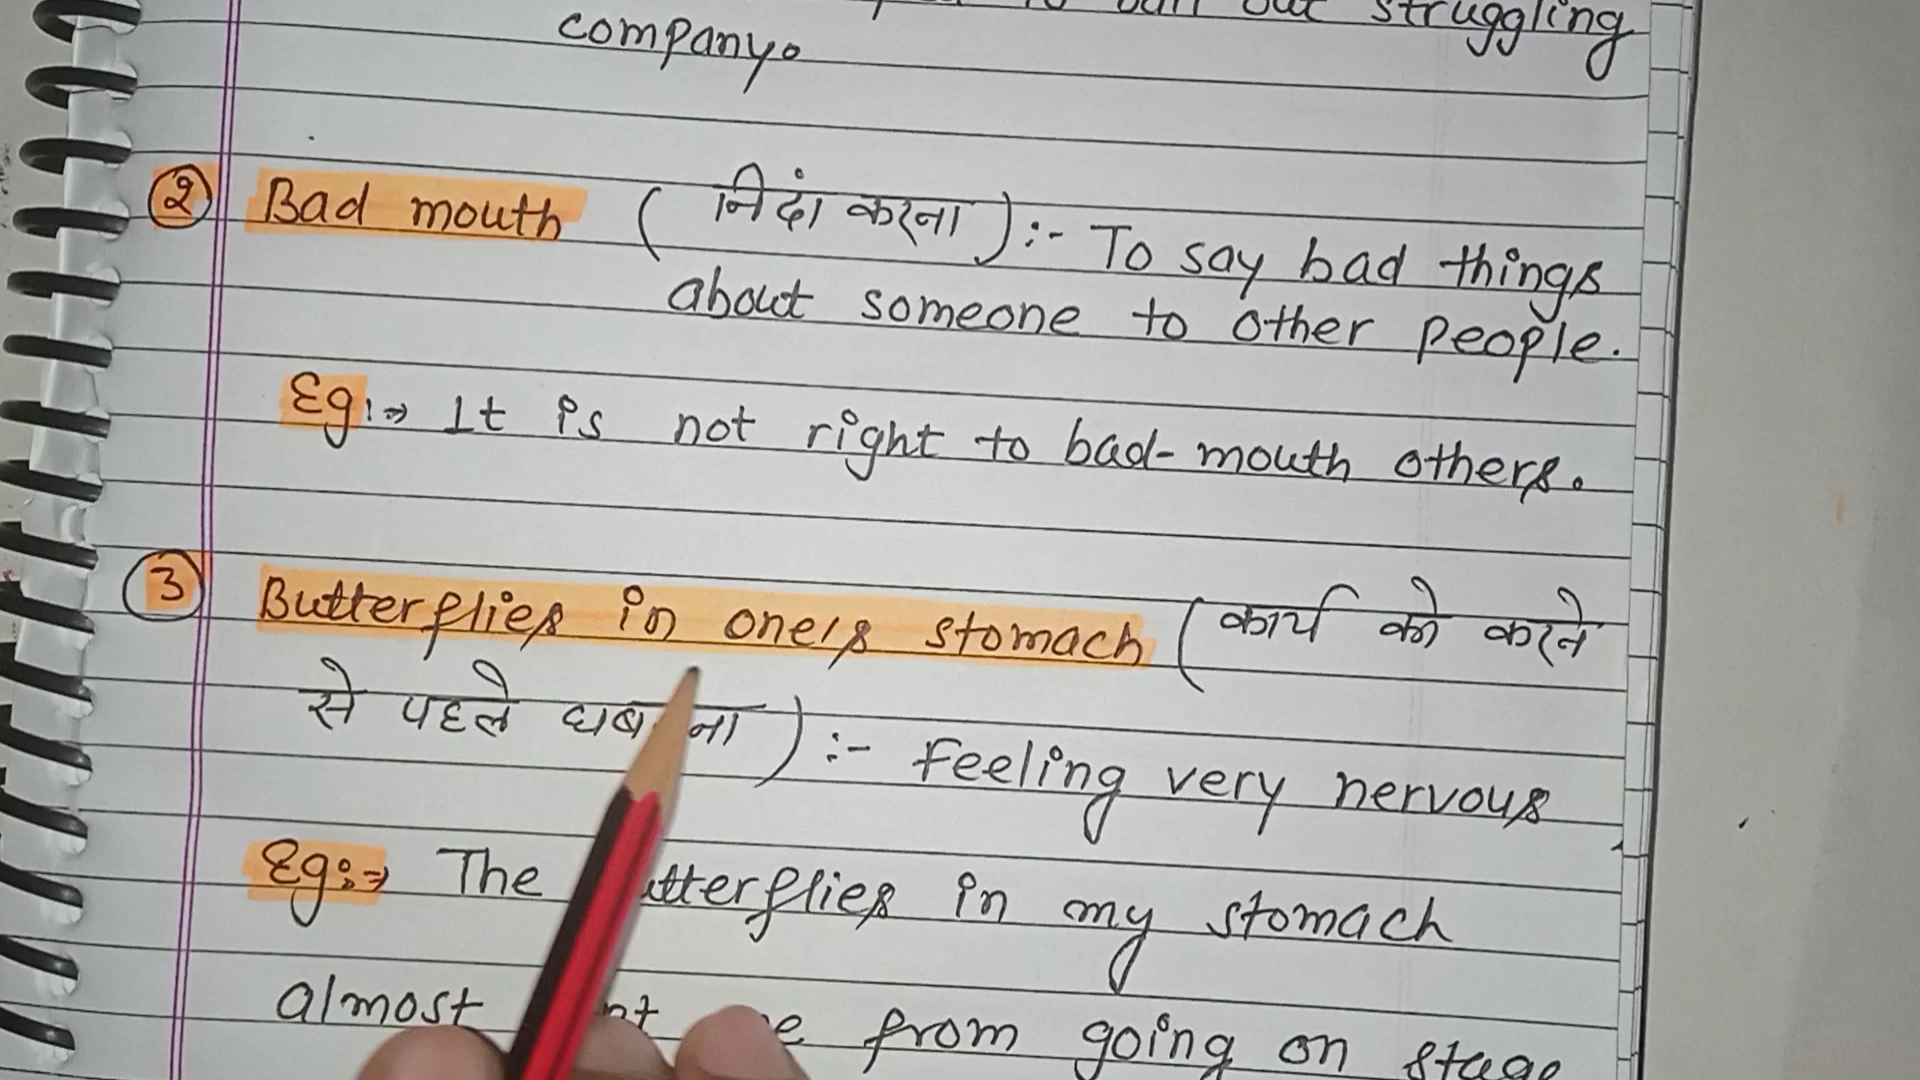 struggling
company.
② Bad mouth ( निंदा करना ) :- To say bad things
about someone to other people.
Eg:⇒ It is not right to bad-mouth others.
③ Butterflies in one's stomach ( कार्य को करने
से पहले ) :- Feeling very nervous
Eg:⇒ The in my stomach
almost from going on stage